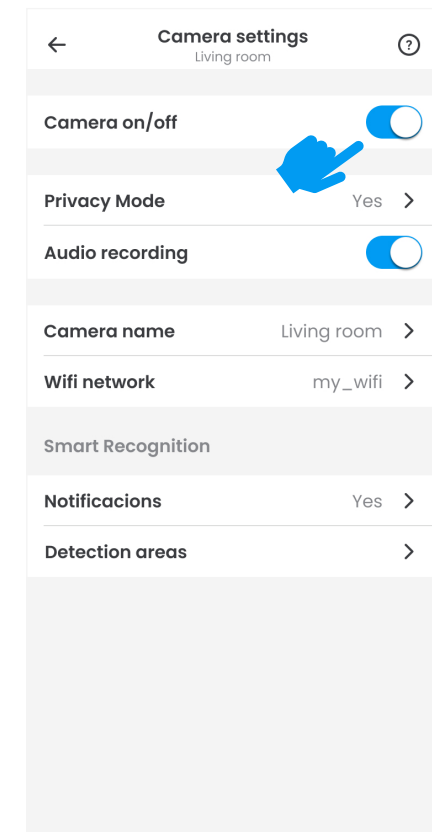 Camera settings
Living room
?
Camera on/off
Privacy Mode Yes
Audio recording
Camera name Living room
Wifi network my_wifi
Smart Recognition
Notificacions Yes
Detection areas